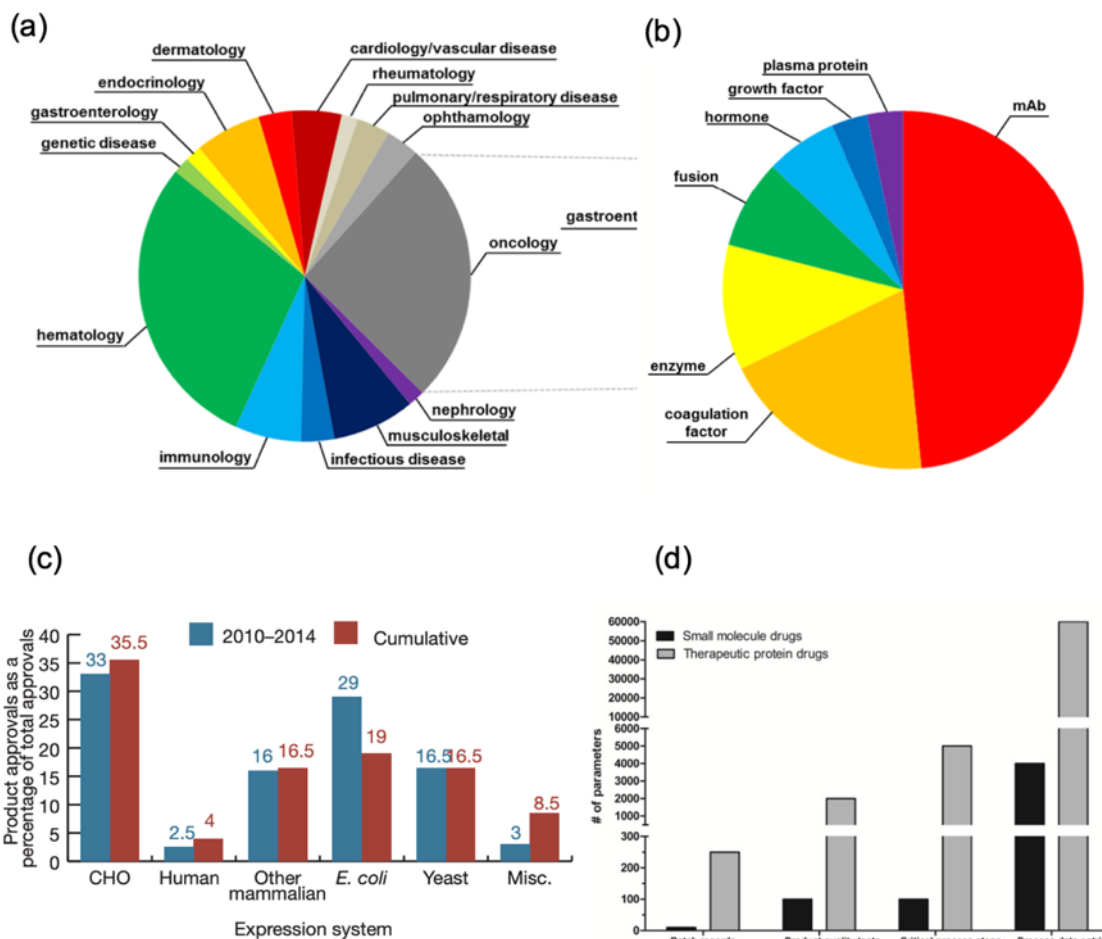 (a)
dermatology
cardiology/vascular disease
rheumatology
endocrinology
pulmonary/respiratory disease
gastroenterology
ophthamology
genetic disease
oncology
hematology
nephrology
musculoskeletal
immunology
infectious disease
(b)
plasma protein
growth factor
mAb
hormone
fusion
gastroent
enzyme
coagulation
factor
(c)
Product approvals as a
percentage of total approvals
40
35
30
25
20
15
10
5
0
2010–2014
Cumulative
33
35.5
2.5
4
16
16.5
29
19
16.5
16.5
3
8.5
CHO
Human
Other
mammalian
E. coli
Yeast
Misc.
Expression system
(d)
Small molecule drugs
Therapeutic protein drugs
# of parameters
60000
50000
40000
30000
20000
10000
6000
5000
4000
3000
2000
1000
300
250
200
150
100
50
0